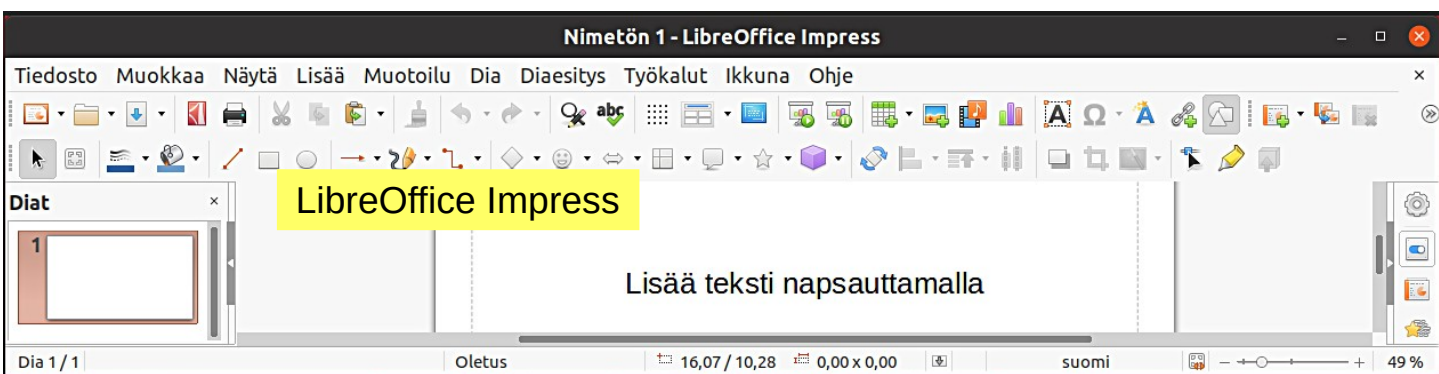 Nimetön 1 - LibreOffice Impress
Tiedosto Muokkaa Näytä Lisää Muotoilu Dia Diaesitys Työkalut Ikkuna Ohje
abc
A Ω A
Diat
LibreOffice Impress
1
Lisää teksti napsauttamalla
Dia 1 / 1 Oletus 16,07 / 10,28 0,00 x 0,00 suomi 49 %